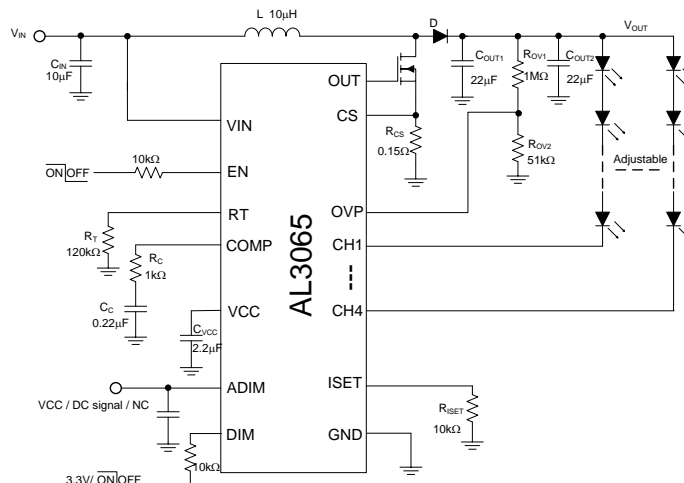 L 10μH
D
VIN
VOUT
CIN
10μF
COUT1
22μF
ROV1
1MΩ
COUT2
22μF
OUT
CS
RCS
0.15Ω
ROV2
51kΩ
Adjustable
VIN
10kΩ
ON OFF
EN
RT
RT
120kΩ
OVP
COMP
RC
1kΩ
CH1
CC
0.22μF
VCC
CVCC
2.2μF
CH4
AL3065
ADIM
VCC / DC signal / NC
ISET
RISET
10kΩ
DIM
GND
10kΩ
3.3V/ ON OFF